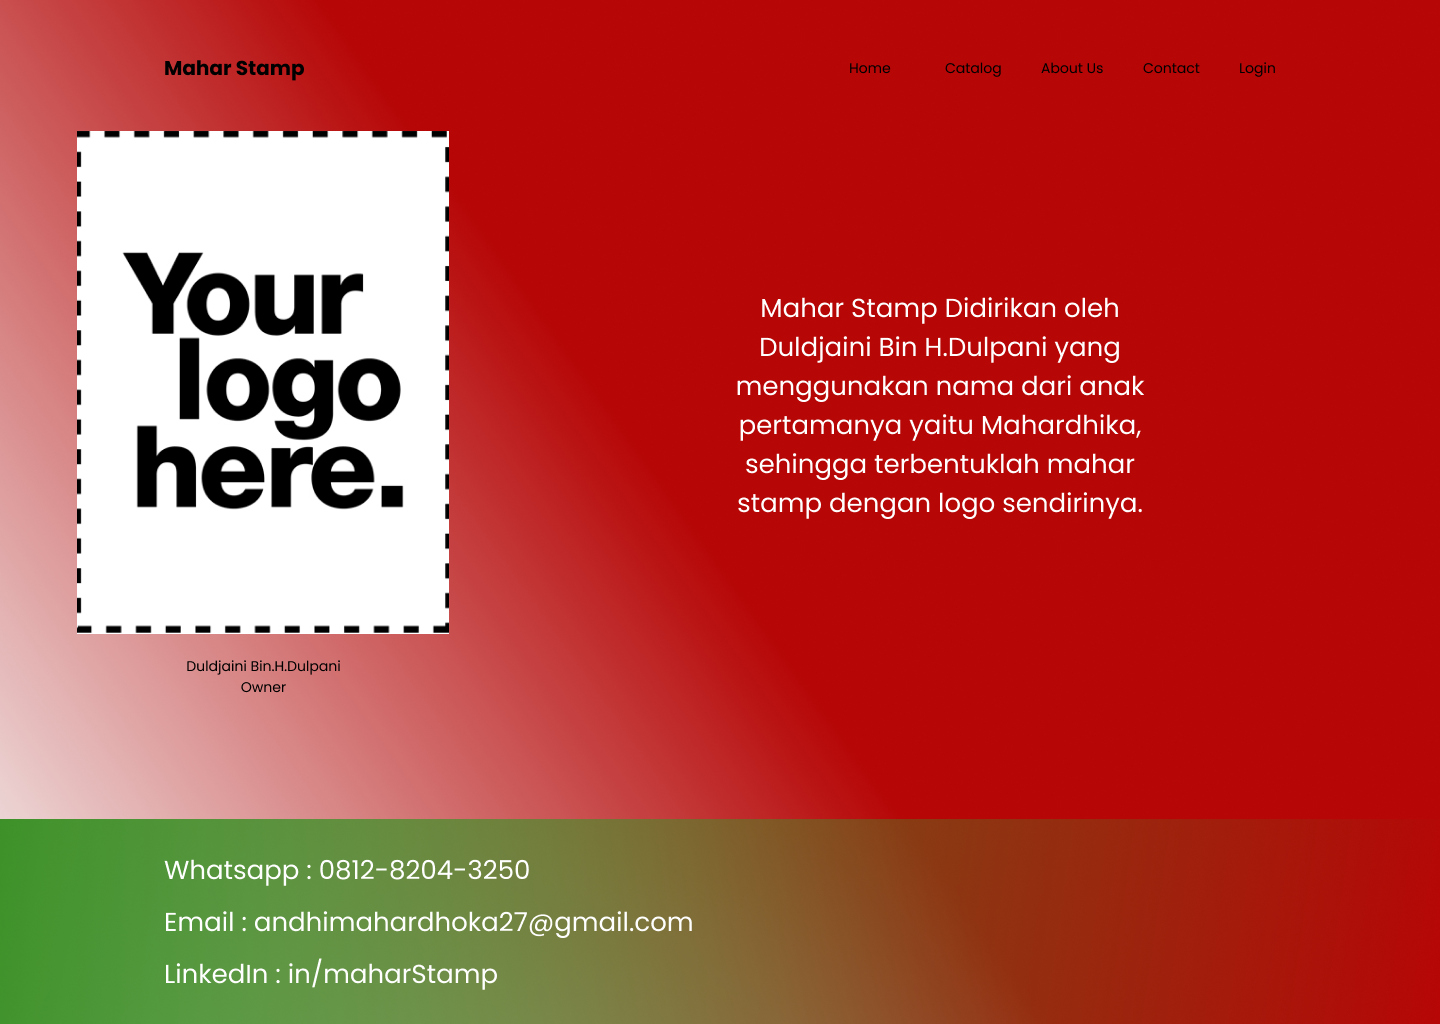 Mahar Stamp
Home Catalog About Us Contact Login
Your
logo
here.
Duldjaini Bin.H.Dulpani
Owner
Mahar Stamp Didirikan oleh
Duldjaini Bin H.Dulpani yang
menggunakan nama dari anak
pertamanya yaitu Mahardhika,
sehingga terbentuklah mahar
stamp dengan logo sendirinya.
Whatsapp : 0812-8204-3250
Email : andhimahardhoka27@gmail.com
LinkedIn : in/maharStamp